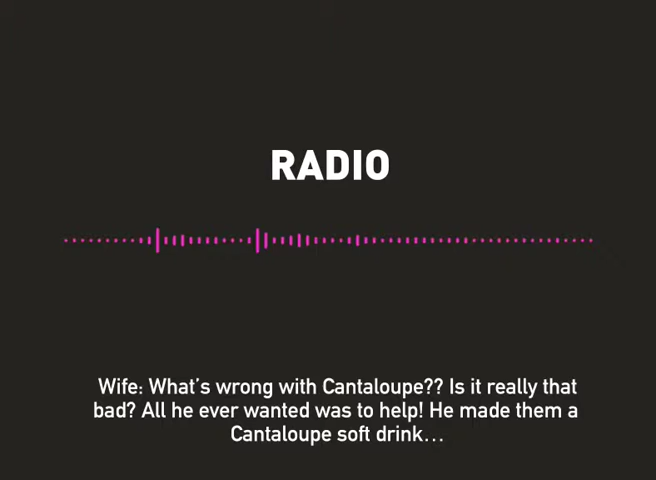 RADIO
Wife: What's wrong with Cantaloupe?? Is it really that
bad? All he ever wanted was to help! He made them a
Cantaloupe soft drink...